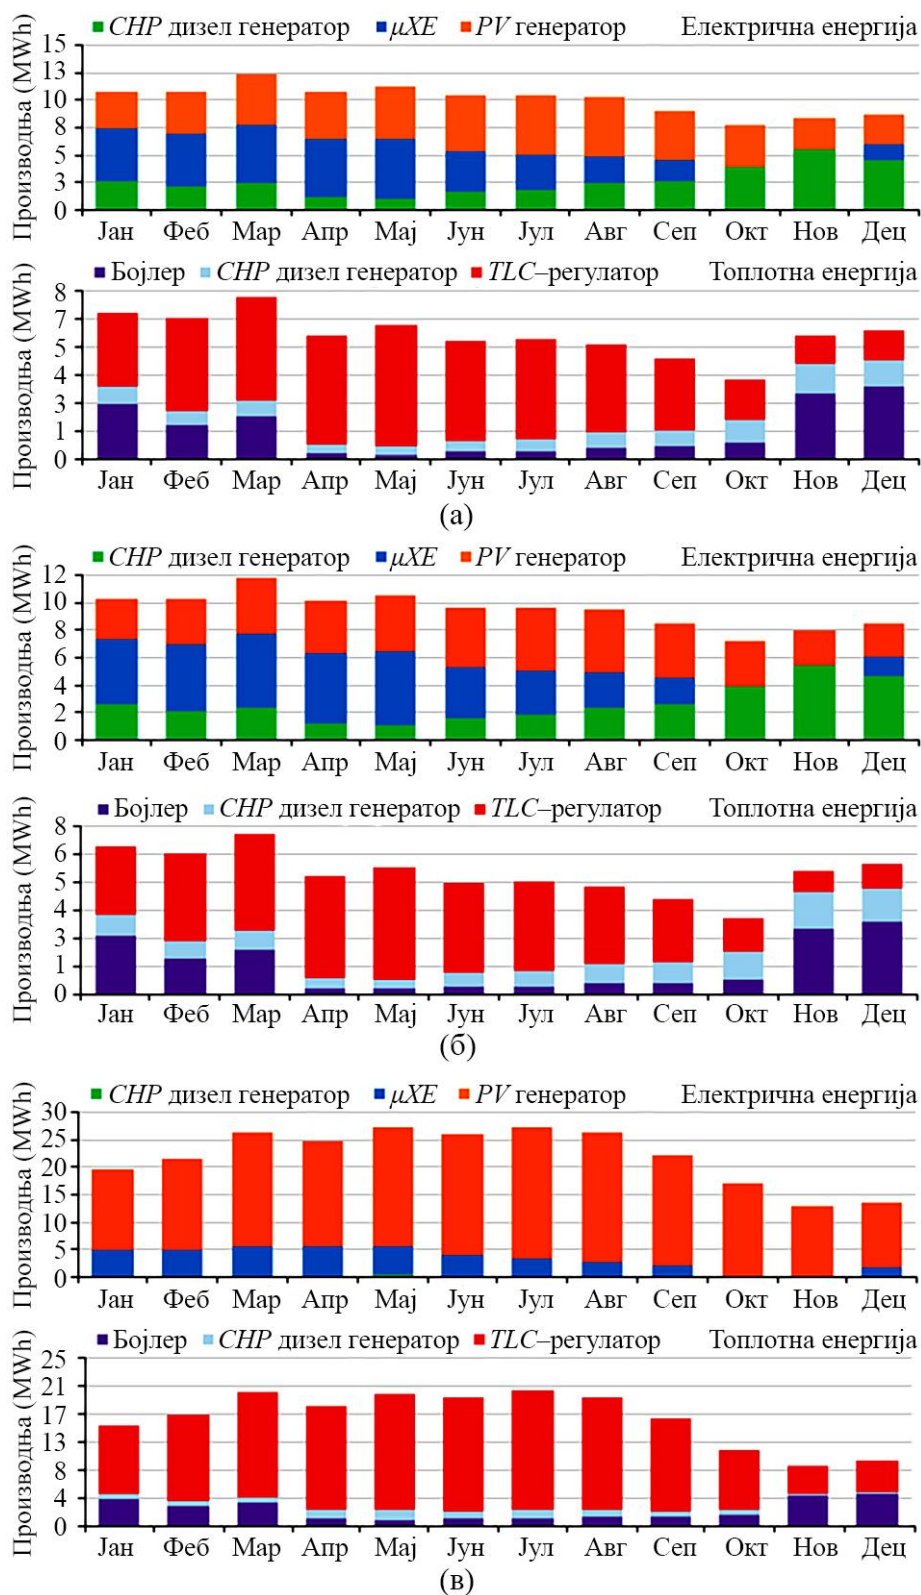 CHP дизел генератор μХЕ PV генератор Електрична енергија
Производња (MWh)
15
13
10
8
5
3
0
Јан Феб Мар Апр Мај Јун Јул Авг Сеп Окт Нов Дец
Бојлер CHP дизел генератор TLC–регулатор Топлотна енергија
Производња (MWh)
8
7
5
4
3
1
0
Јан Феб Мар Апр Мај Јун Јул Авг Сеп Окт Нов Дец
(а)
CHP дизел генератор μХЕ PV генератор Електрична енергија
Производња (MWh)
12
10
8
6
4
2
0
Јан Феб Мар Апр Мај Јун Јул Авг Сеп Окт Нов Дец
Бојлер CHP дизел генератор TLC–регулатор Топлотна енергија
Производња (MWh)
8
6
5
4
3
1
0
Јан Феб Мар Апр Мај Јун Јул Авг Сеп Окт Нов Дец
(б)
CHP дизел генератор μХЕ PV генератор Електрична енергија
Производња (MWh)
30
25
20
15
10
5
0
Јан Феб Мар Апр Мај Јун Јул Авг Сеп Окт Нов Дец
Бојлер CHP дизел генератор TLC–регулатор Топлотна енергија
Производња (MWh)
25
21
17
13
8
4
0
Јан Феб Мар Апр Мај Јун Јул Авг Сеп Окт Нов Дец
(в)